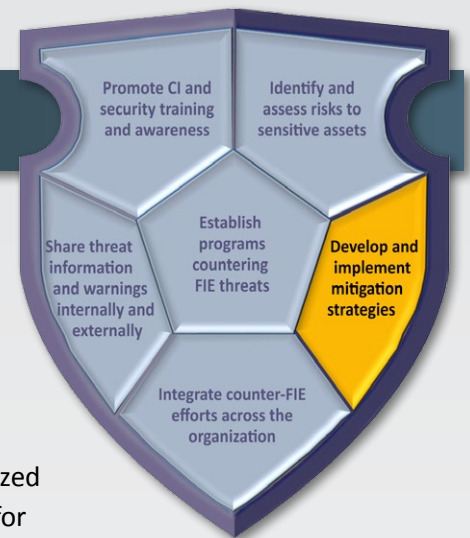 Promote CI and
security training
and awareness
Identify and
assess risks to
sensitive assets
Share threat
information
and warnings
internally and
externally
Establish
programs
countering
FIE threats
Develop and
implement
mitigation
strategies
Integrate counter-FIE
efforts across the
organization
zed
for